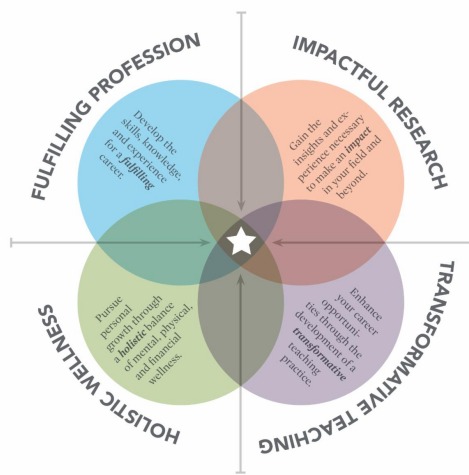 FULFILLING PROFESSION
Develop the
skills, knowledge,
and experience
for a fulfilling
career.
IMPACTFUL RESEARCH
Gain the
insights and ex-
perience necessary
to make an impact
in your field and
beyond.
HOLISTIC WELLNESS
Pursue
personal
growth through
a holistic balance
of mental, physical,
and financial
wellness.
TRANSFORMATIVE TEACHING
Enhance
your career
opportuni-
ties through the
development of a
transformative
teaching
practice.